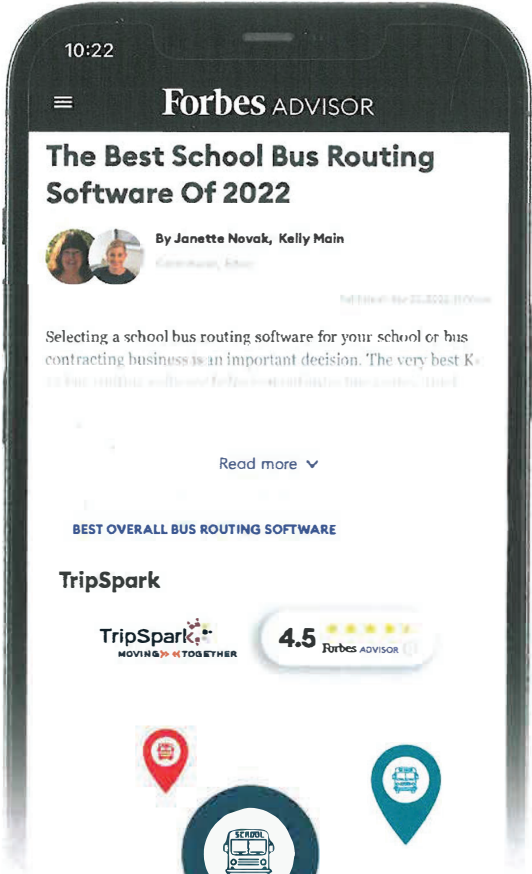 10:22
Forbes ADVISOR
The Best School Bus Routing
Software Of 2022
By Janette Novak, Kelly Main
Selecting a school bus routing software for your school or bus
contracting business is an important decision. The very best K-
Read more
BEST OVERALL BUS ROUTING SOFTWARE
TripSpark
TripSpark
MOVING TOGETHER
4.5
Forbes ADVISOR
SCHOOL